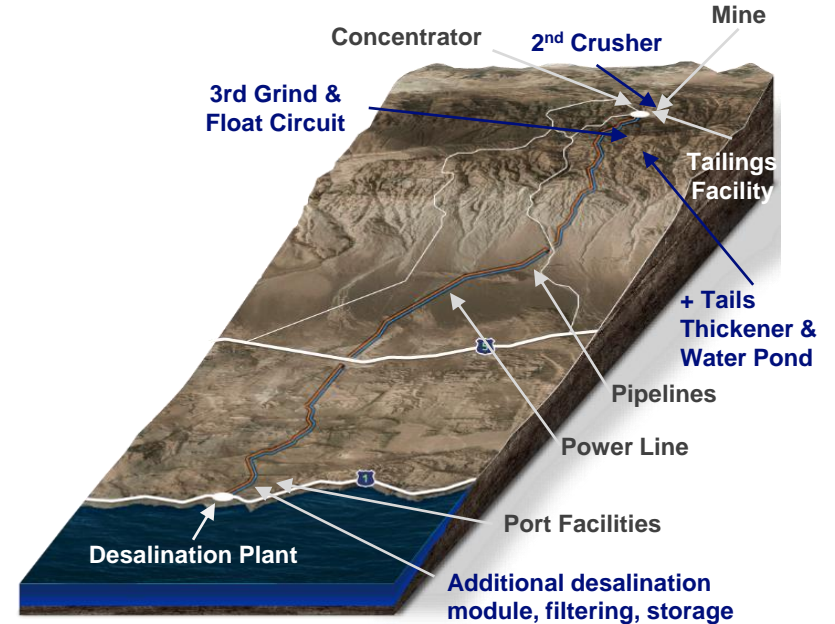 Mine
Concentrator
2nd Crusher
3rd Grind &
Float Circuit
Tailings
Facility
+ Tails
Thickener &
Water Pond
5
Pipelines
Power Line
1
Port Facilities
Desalination Plant
Additional desalination
module, filtering, storage